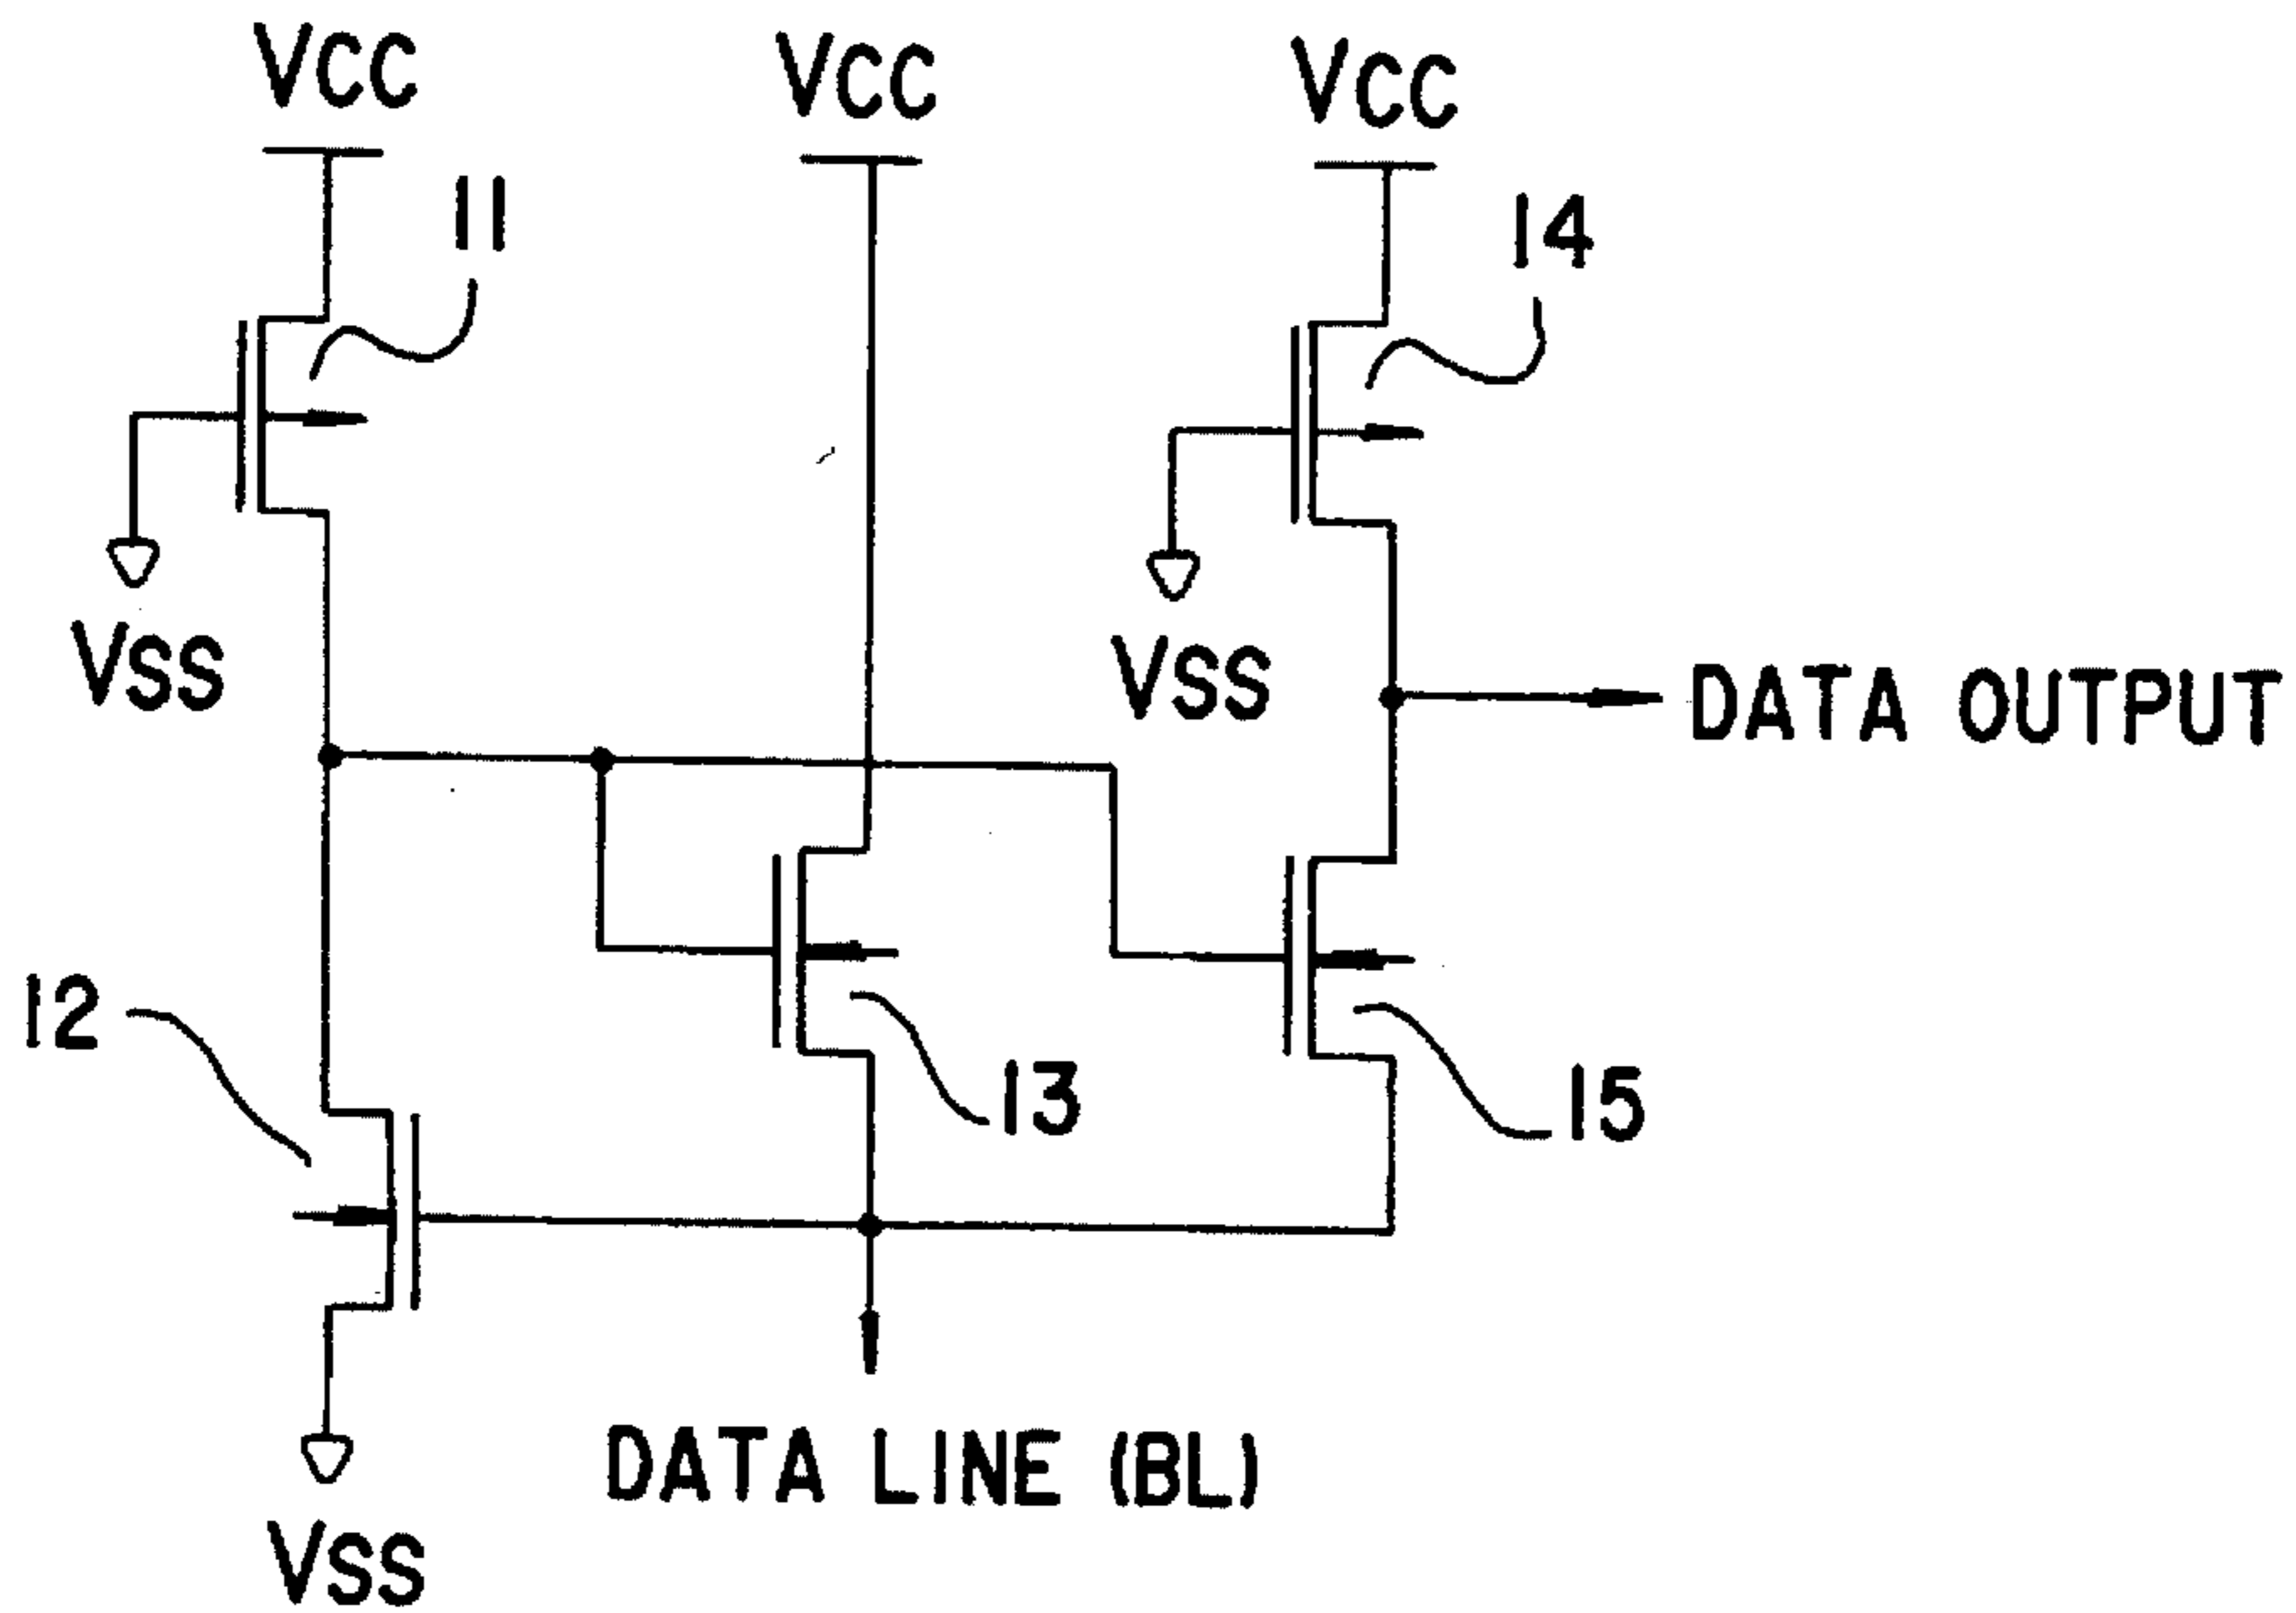 VCC
VCC
VCC
11
14
VSS
VSS
DATA OUTPUT
12
13
15
DATA LINE (BL)
VSS